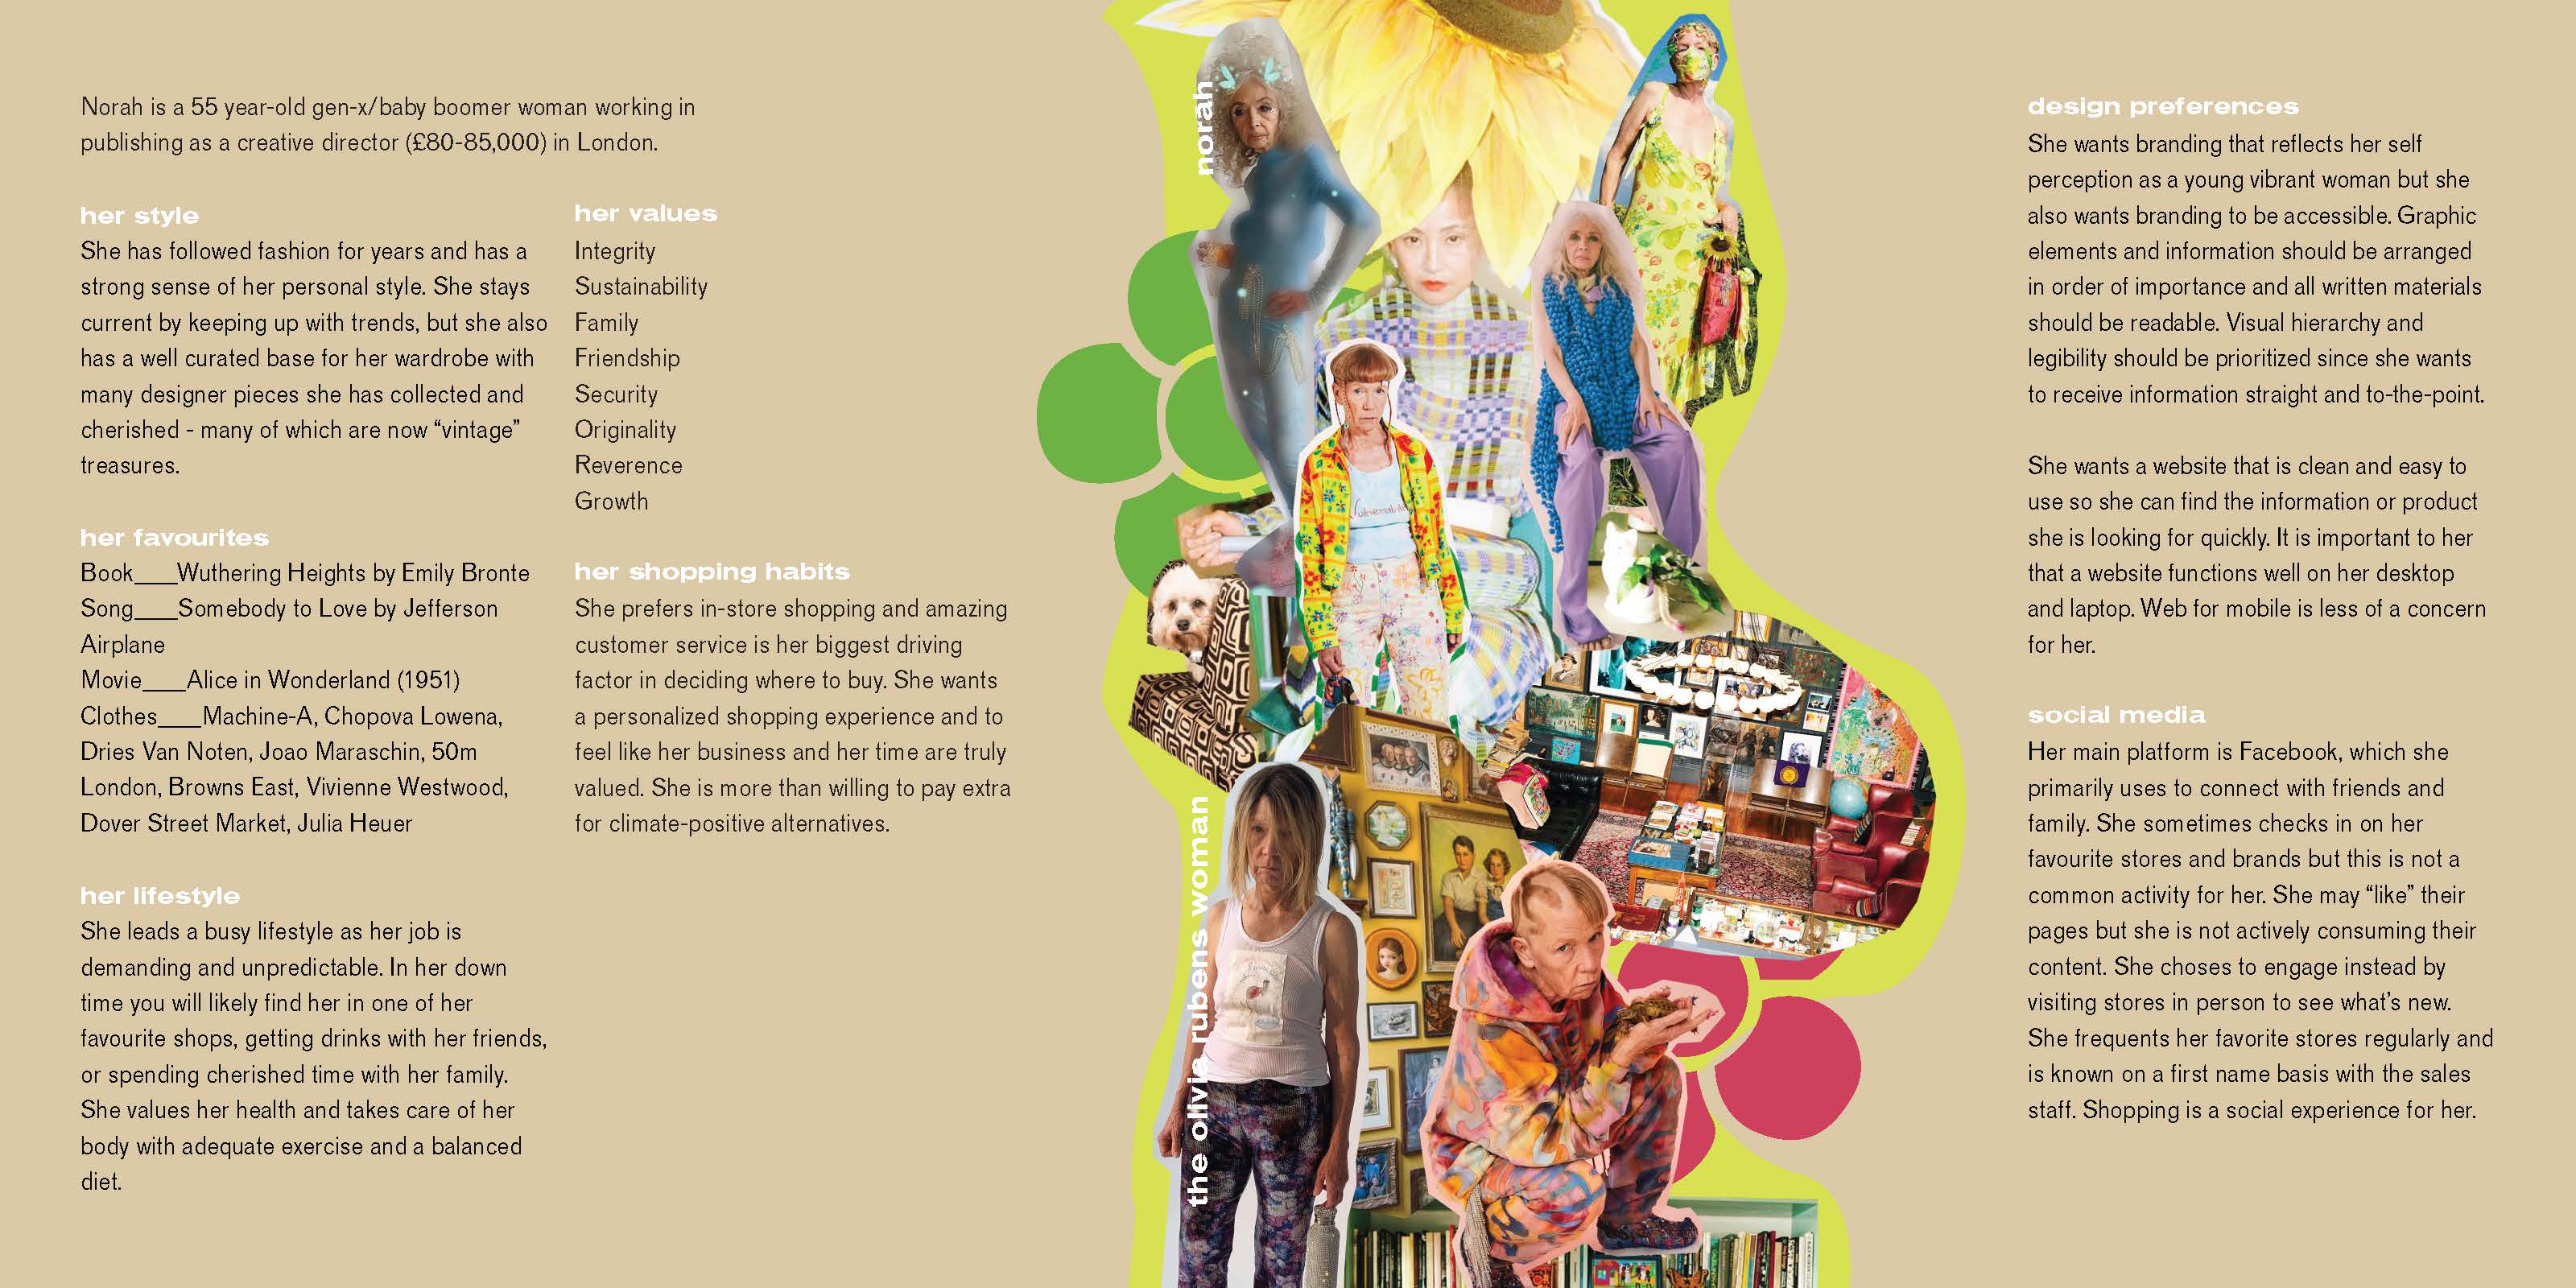 Norah is a 55 year-old gen-x/baby boomer woman working in
publishing as a creative director (£80-85,000) in London.
her style
She has followed fashion for years and has a
strong sense of her personal style. She stays
current by keeping up with trends, but she also
has a well curated base for her wardrobe with
many designer pieces she has collected and
cherished - many of which are now “vintage”
treasures.
her favourites
Book___Wuthering Heights by Emily Bronte
Song___Somebody to Love by Jefferson
Airplane
Movie___Alice in Wonderland (1951)
Clothes___Machine-A, Chopova Lowena,
Dries Van Noten, Joao Maraschin, 50m
London, Browns East, Vivienne Westwood,
Dover Street Market, Julia Heuer
her lifestyle
She leads a busy lifestyle as her job is
demanding and unpredictable. In her down
time you will likely find her in one of her
favourite shops, getting drinks with her friends,
or spending cherished time with her family.
She values her health and takes care of her
body with adequate exercise and a balanced
diet.
her values
Integrity
Sustainability
Family
Friendship
Security
Originality
Reverence
Growth
her shopping habits
She prefers in-store shopping and amazing
customer service is her biggest driving
factor in deciding where to buy. She wants
a personalized shopping experience and to
feel like her business and her time are truly
valued. She is more than willing to pay extra
for climate-positive alternatives.
norah
the olivia rubens woman
design preferences
She wants branding that reflects her self
perception as a young vibrant woman but she
also wants branding to be accessible. Graphic
elements and information should be arranged
in order of importance and all written materials
should be readable. Visual hierarchy and
legibility should be prioritized since she wants
to receive information straight and to-the-point.
She wants a website that is clean and easy to
use so she can find the information or product
she is looking for quickly. It is important to her
that a website functions well on her desktop
and laptop. Web for mobile is less of a concern
for her.
social media
Her main platform is Facebook, which she
primarily uses to connect with friends and
family. She sometimes checks in on her
favourite stores and brands but this is not a
common activity for her. She may “like” their
pages but she is not actively consuming their
content. She choses to engage instead by
visiting stores in person to see what’s new.
She frequents her favorite stores regularly and
is known on a first name basis with the sales
staff. Shopping is a social experience for her.